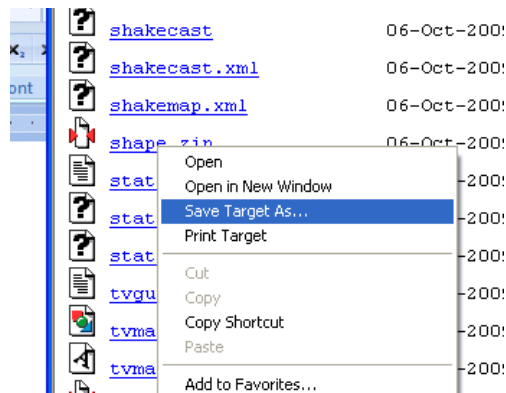 shakecast 06-Oct-200
shakecast.xml 06-Oct-200
ont
shakemap.xml 06-Oct-200
shape.zip 06-Oct-200
Open
stat -200
Open in New Window
Save Target As...
stat -200
Print Target
stat -200
Cut
tvgu -200
Copy
Copy Shortcut
tvma -200
Paste
tvma -200
Add to Favorites...